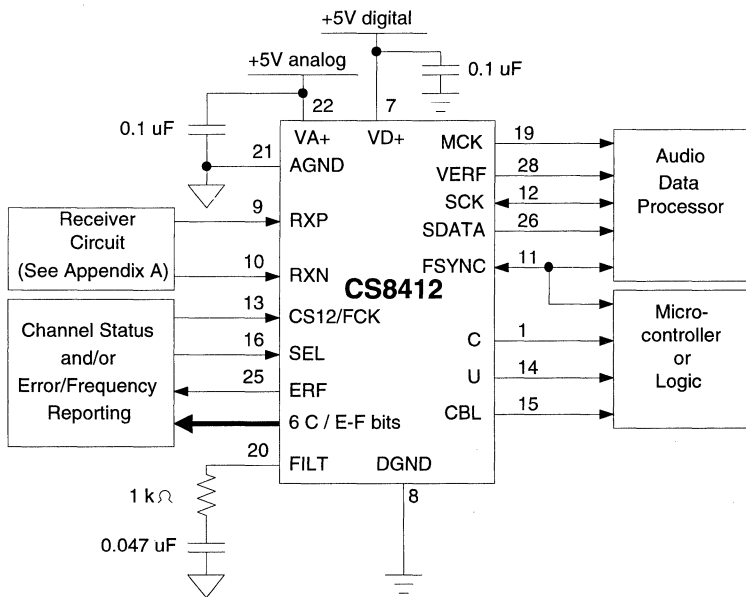 +5V digital
+5V analog
0.1 uF
0.1 uF
22
7
VA+
VD+
21
AGND
MCK
19
VERF
28
SCK
12
SDATA
26
FSYNC
11
Audio
Data
Processor
Receiver
Circuit
(See Appendix A)
9
RXP
10
RXN
CS8412
13
CS12/FCK
16
SEL
25
ERF
6 C / E-F bits
Channel Status
and/or
Error/Frequency
Reporting
C
1
U
14
CBL
15
Micro-
controller
or
Logic
20
FILT
DGND
8
1 kΩ
0.047 uF